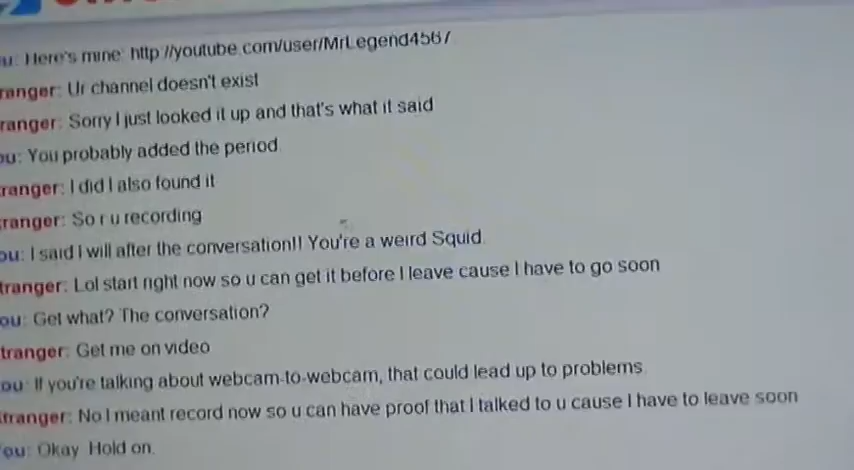 u: Here's mine: http://youtube.com/user/MrLegend4567
ranger: Ur channel doesn't exist
ranger: Sorry I just looked it up and that's what it said
ou: You probably added the period.
tranger: I did I also found it
tranger: So r u recording
ou: I said I will after the conversation!! You're a weird Squid.
tranger: Lol start right now so u can get it before I leave cause I have to go soon
ou: Get what? The conversation?
tranger: Get me on video
ou: If you're talking about webcam-to-webcam, that could lead up to problems.
tranger: No I meant record now so u can have proof that I talked to u cause I have to leave soon
ou: Okay. Hold on.